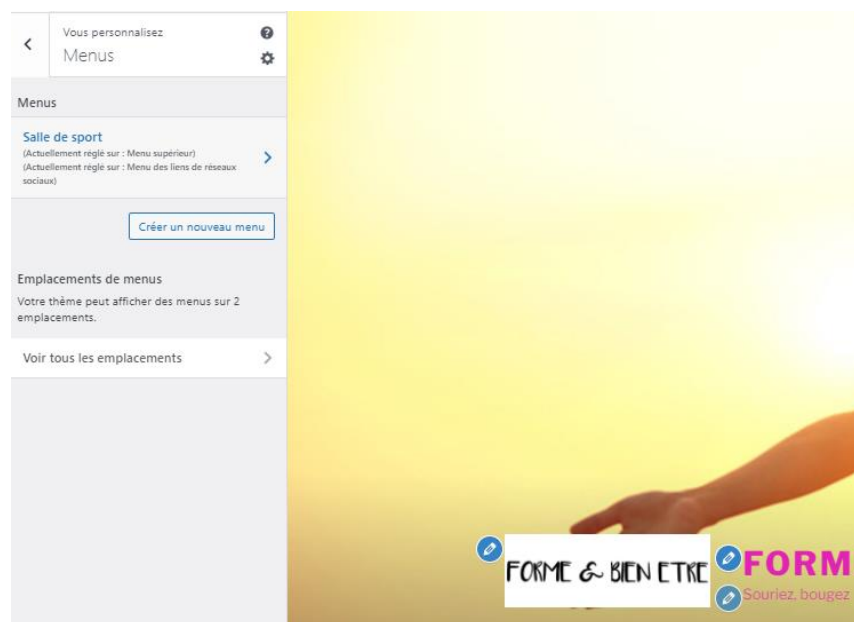 Vous personnalisez
Menus
Menus
Salle de sport
(Actuellement réglé sur : Menu supérieur)
(Actuellement réglé sur : Menu des liens de réseaux
sociaux)
Créer un nouveau menu
Emplacements de menus
Votre thème peut afficher des menus sur 2
emplacements.
Voir tous les emplacements
FORME & BIEN ETRE
FORM
Souriez, bougez